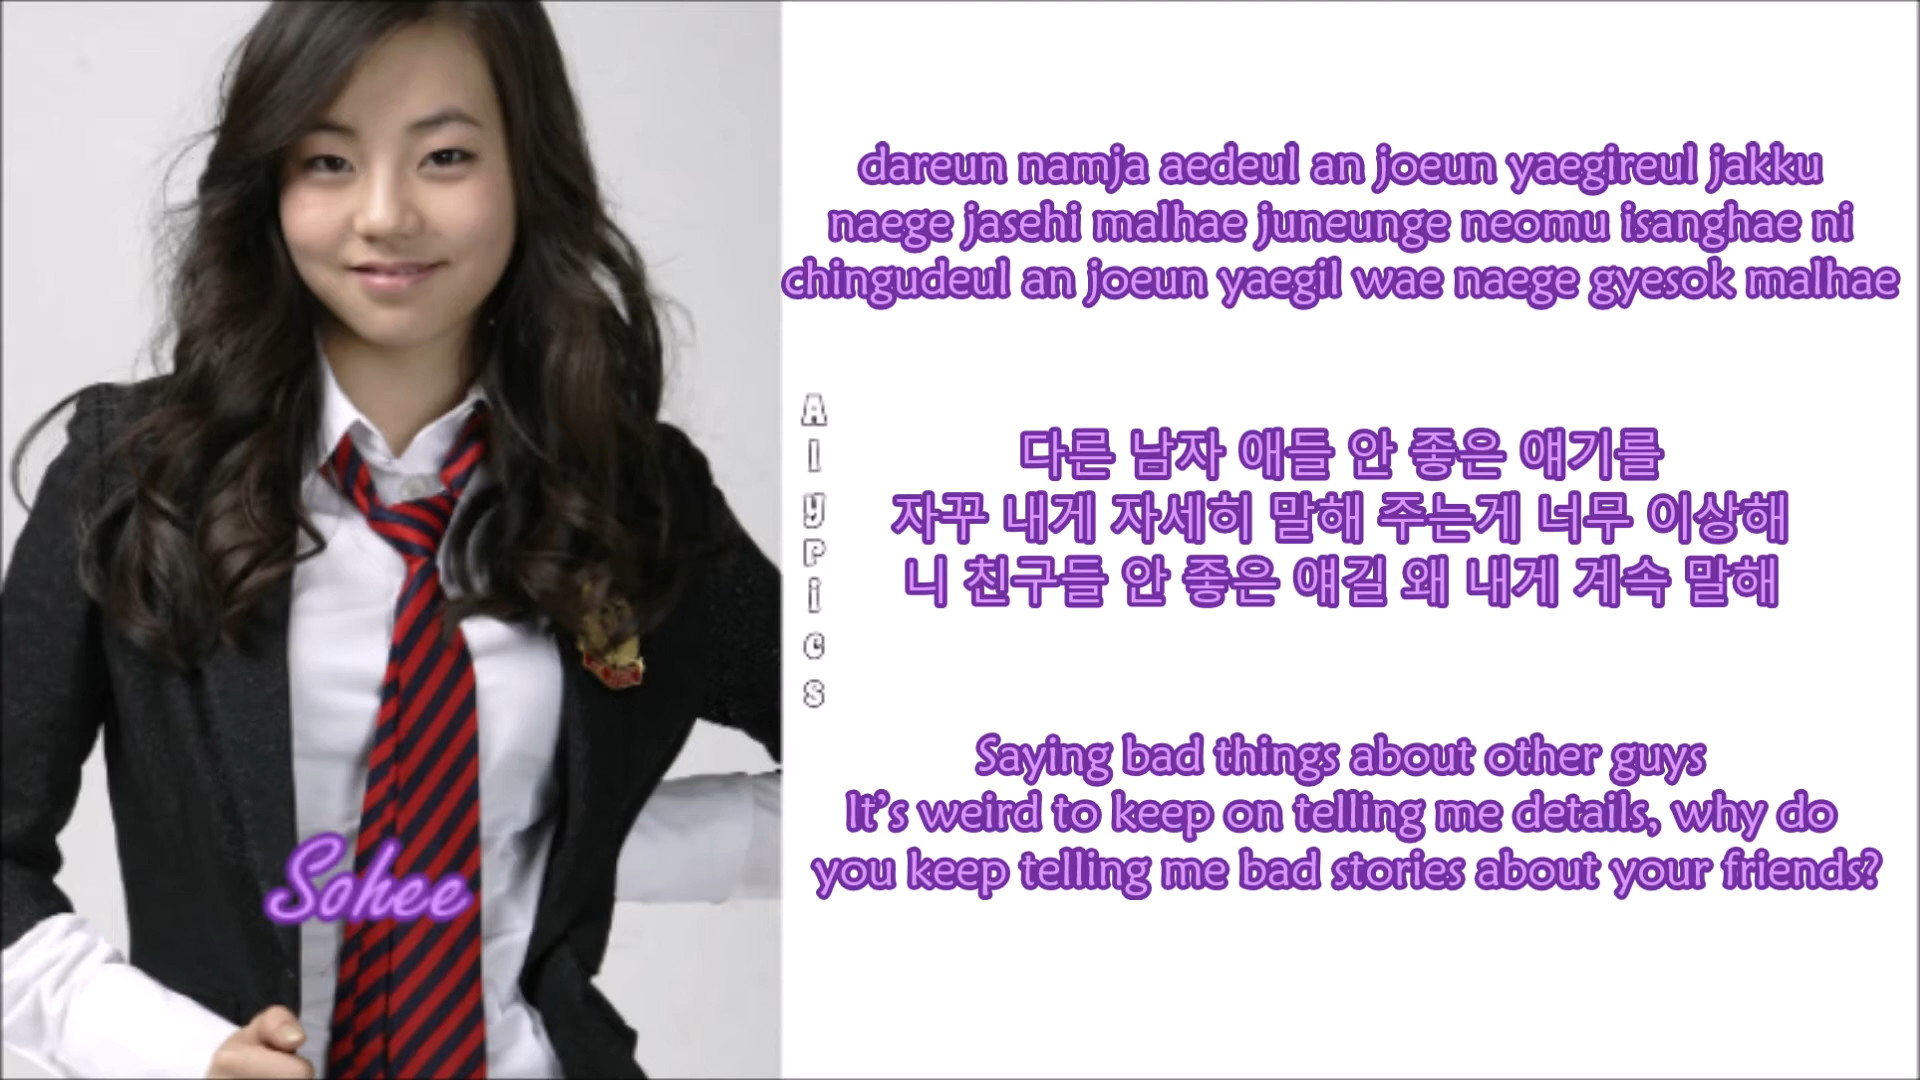 dareun namja aedeul an joeun yaegireul jakku
naege jasehi malhae juneunge neomu isanghae ni
chingudeul an joeun yaegil wae naege gyesok malhae
다른 남자 애들 안 좋은 얘기를
자꾸 내게 자세히 말해 주는게 너무 이상해
니 친구들 안 좋은 얘길 왜 내게 계속 말해
Saying bad things about other guys
It's weird to keep on telling me details, why do
you keep telling me bad stories about your friends?
Sohee
AlyPics